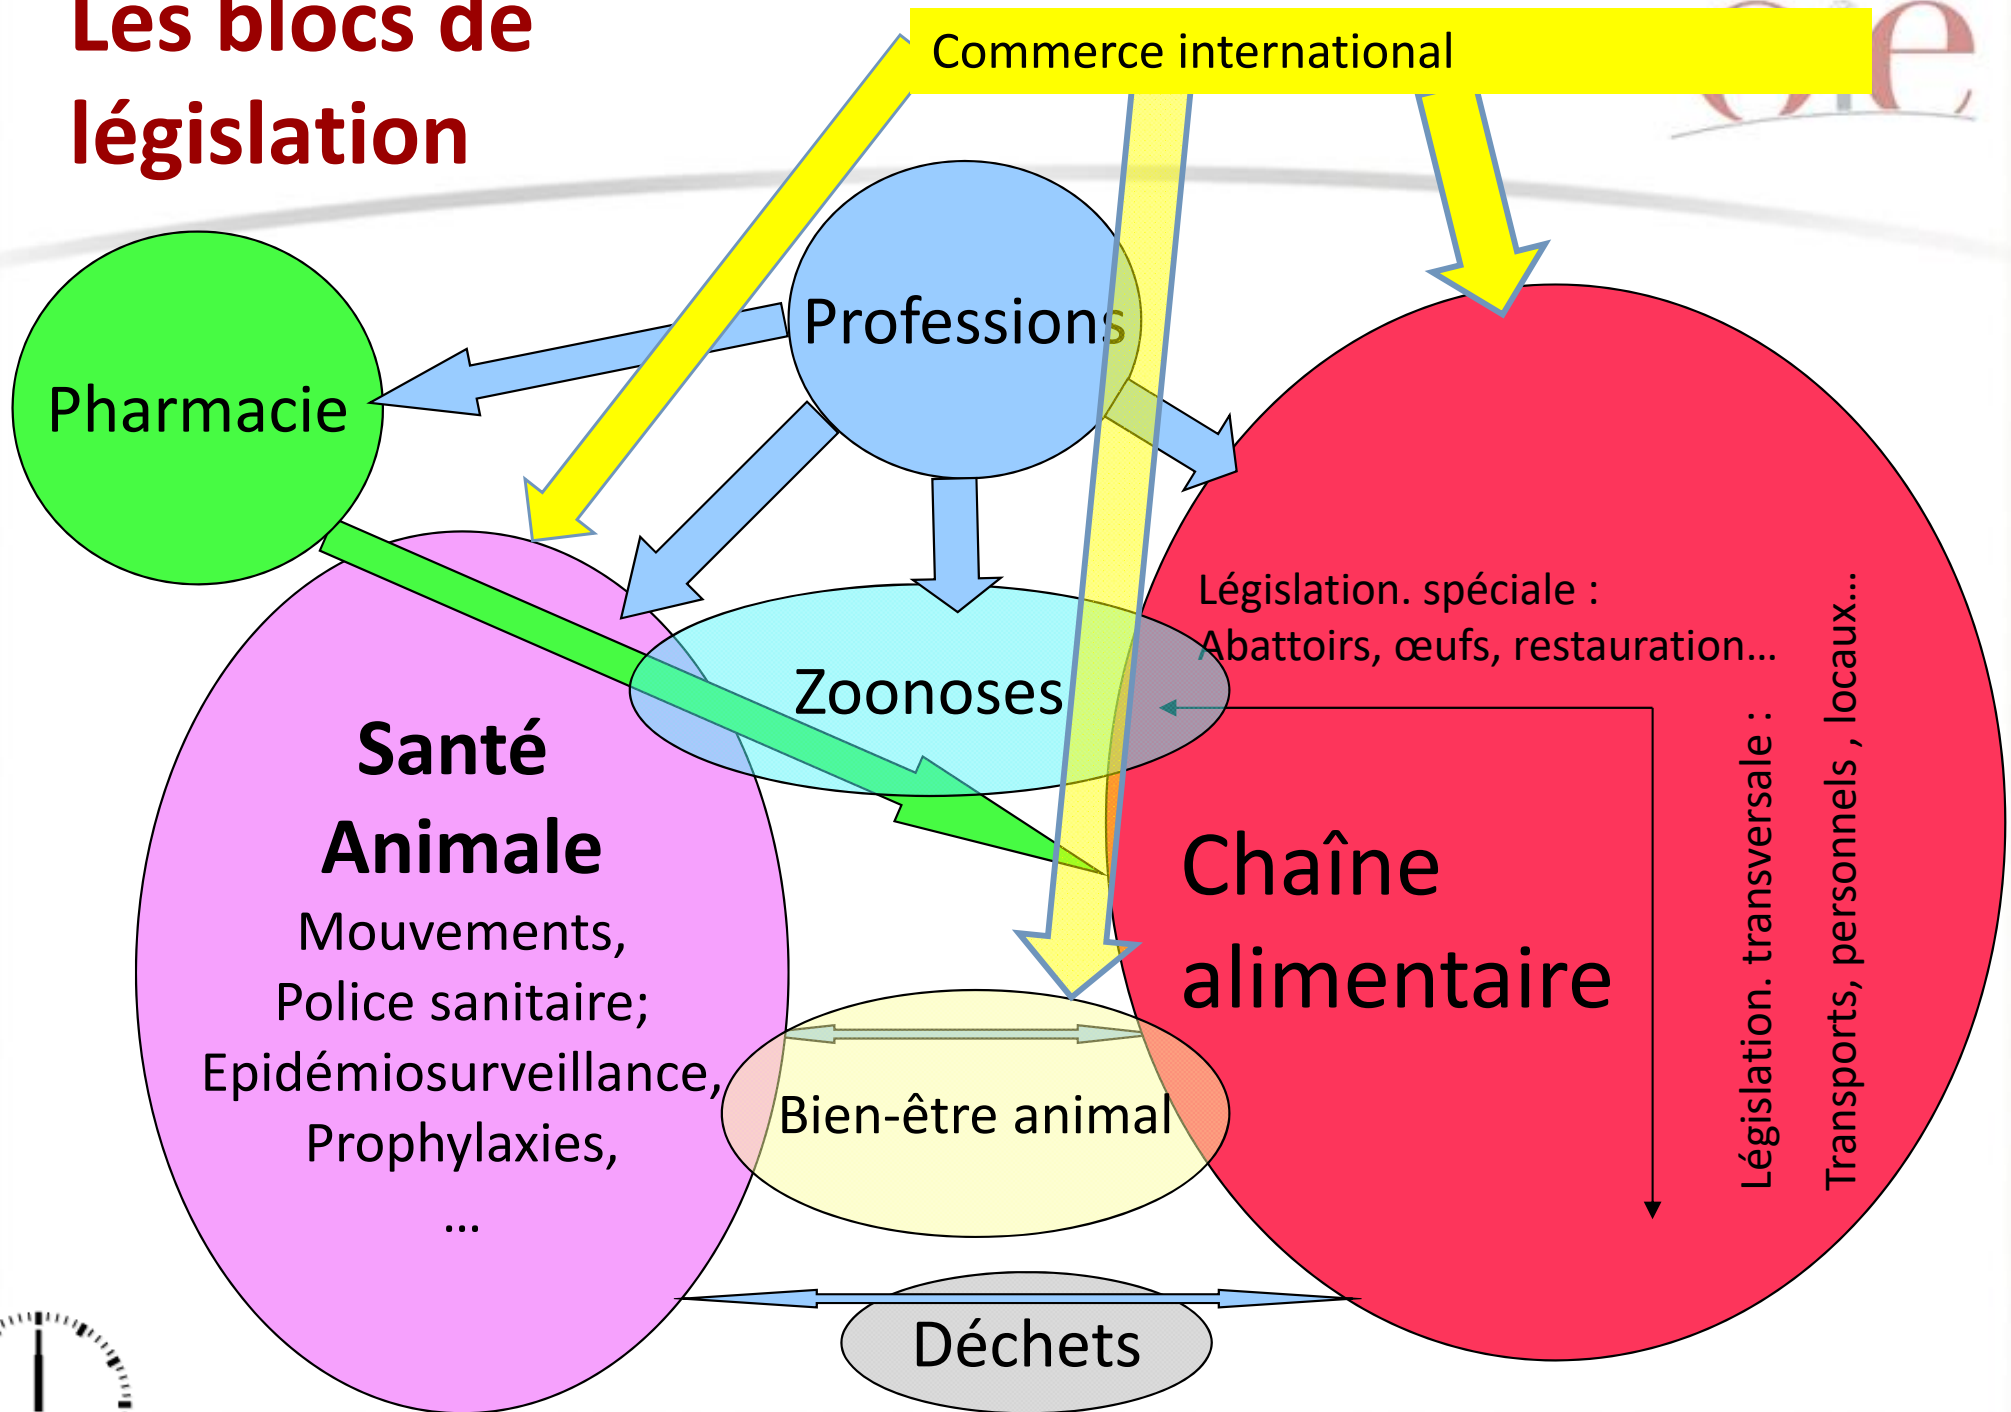 Les blocs de
législation
Commerce international
oie
Professions
Pharmacie
Législation. spéciale :
Abattoirs, œufs, restauration...
Zoonoses
Santé
Animale
Mouvements,
Police sanitaire;
Epidémiosurveillance,
Prophylaxies,
...
Chaîne
alimentaire
Législation. transversale :
Transports, personnels , locaux...
Bien-être animal
Déchets